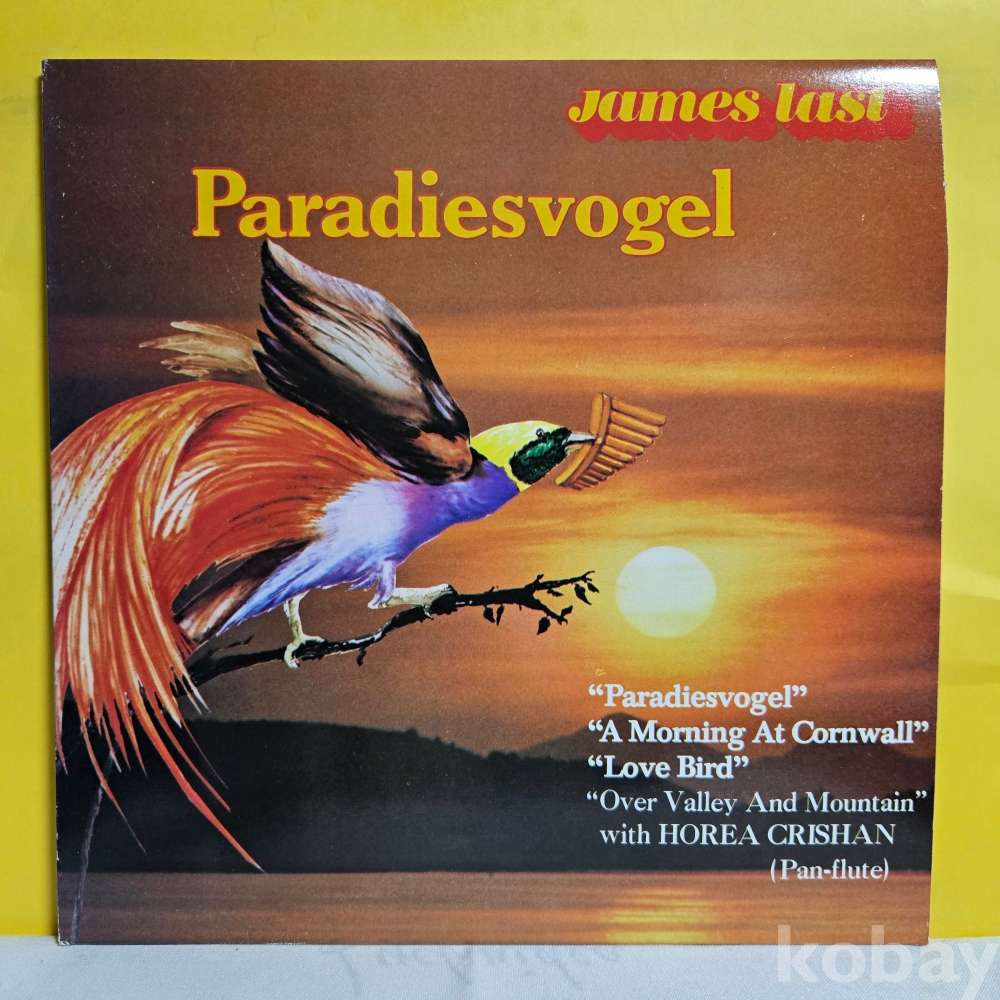 James last
Paradiesvogel
“Paradiesvogel”
“A Morning At Cornwall”
“Love Bird”
“Over Valley And Mountain”
with HOREA CRISHAN
(Pan-flute)
kobay